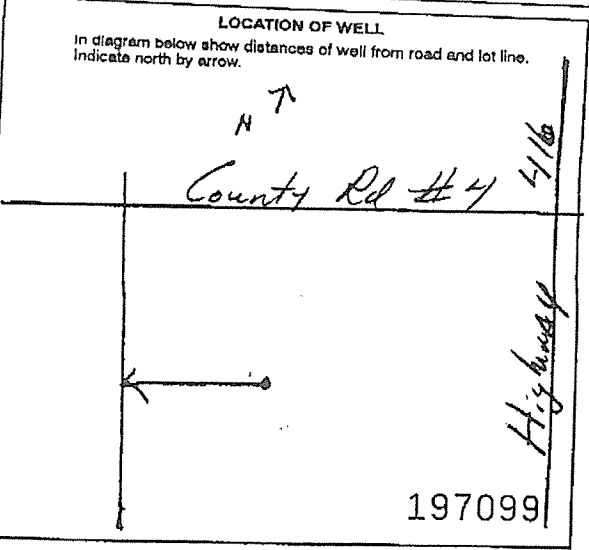 LOCATION OF WELL
In diagram below show distances of well from road and lot line.
Indicate north by arrow.
N
County Rd #4
Highway 416
197099